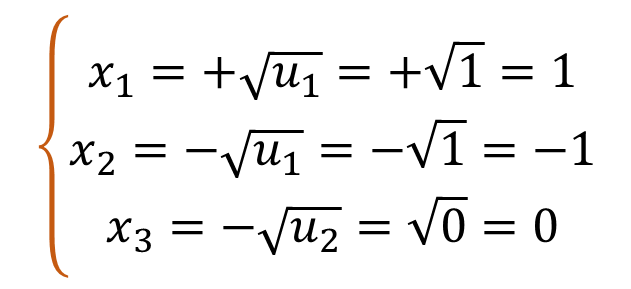 x₁ = +√u₁ = +√1 = 1
x₂ = −√u₁ = −√1 = −1
x₃ = −√u₂ = √0 = 0